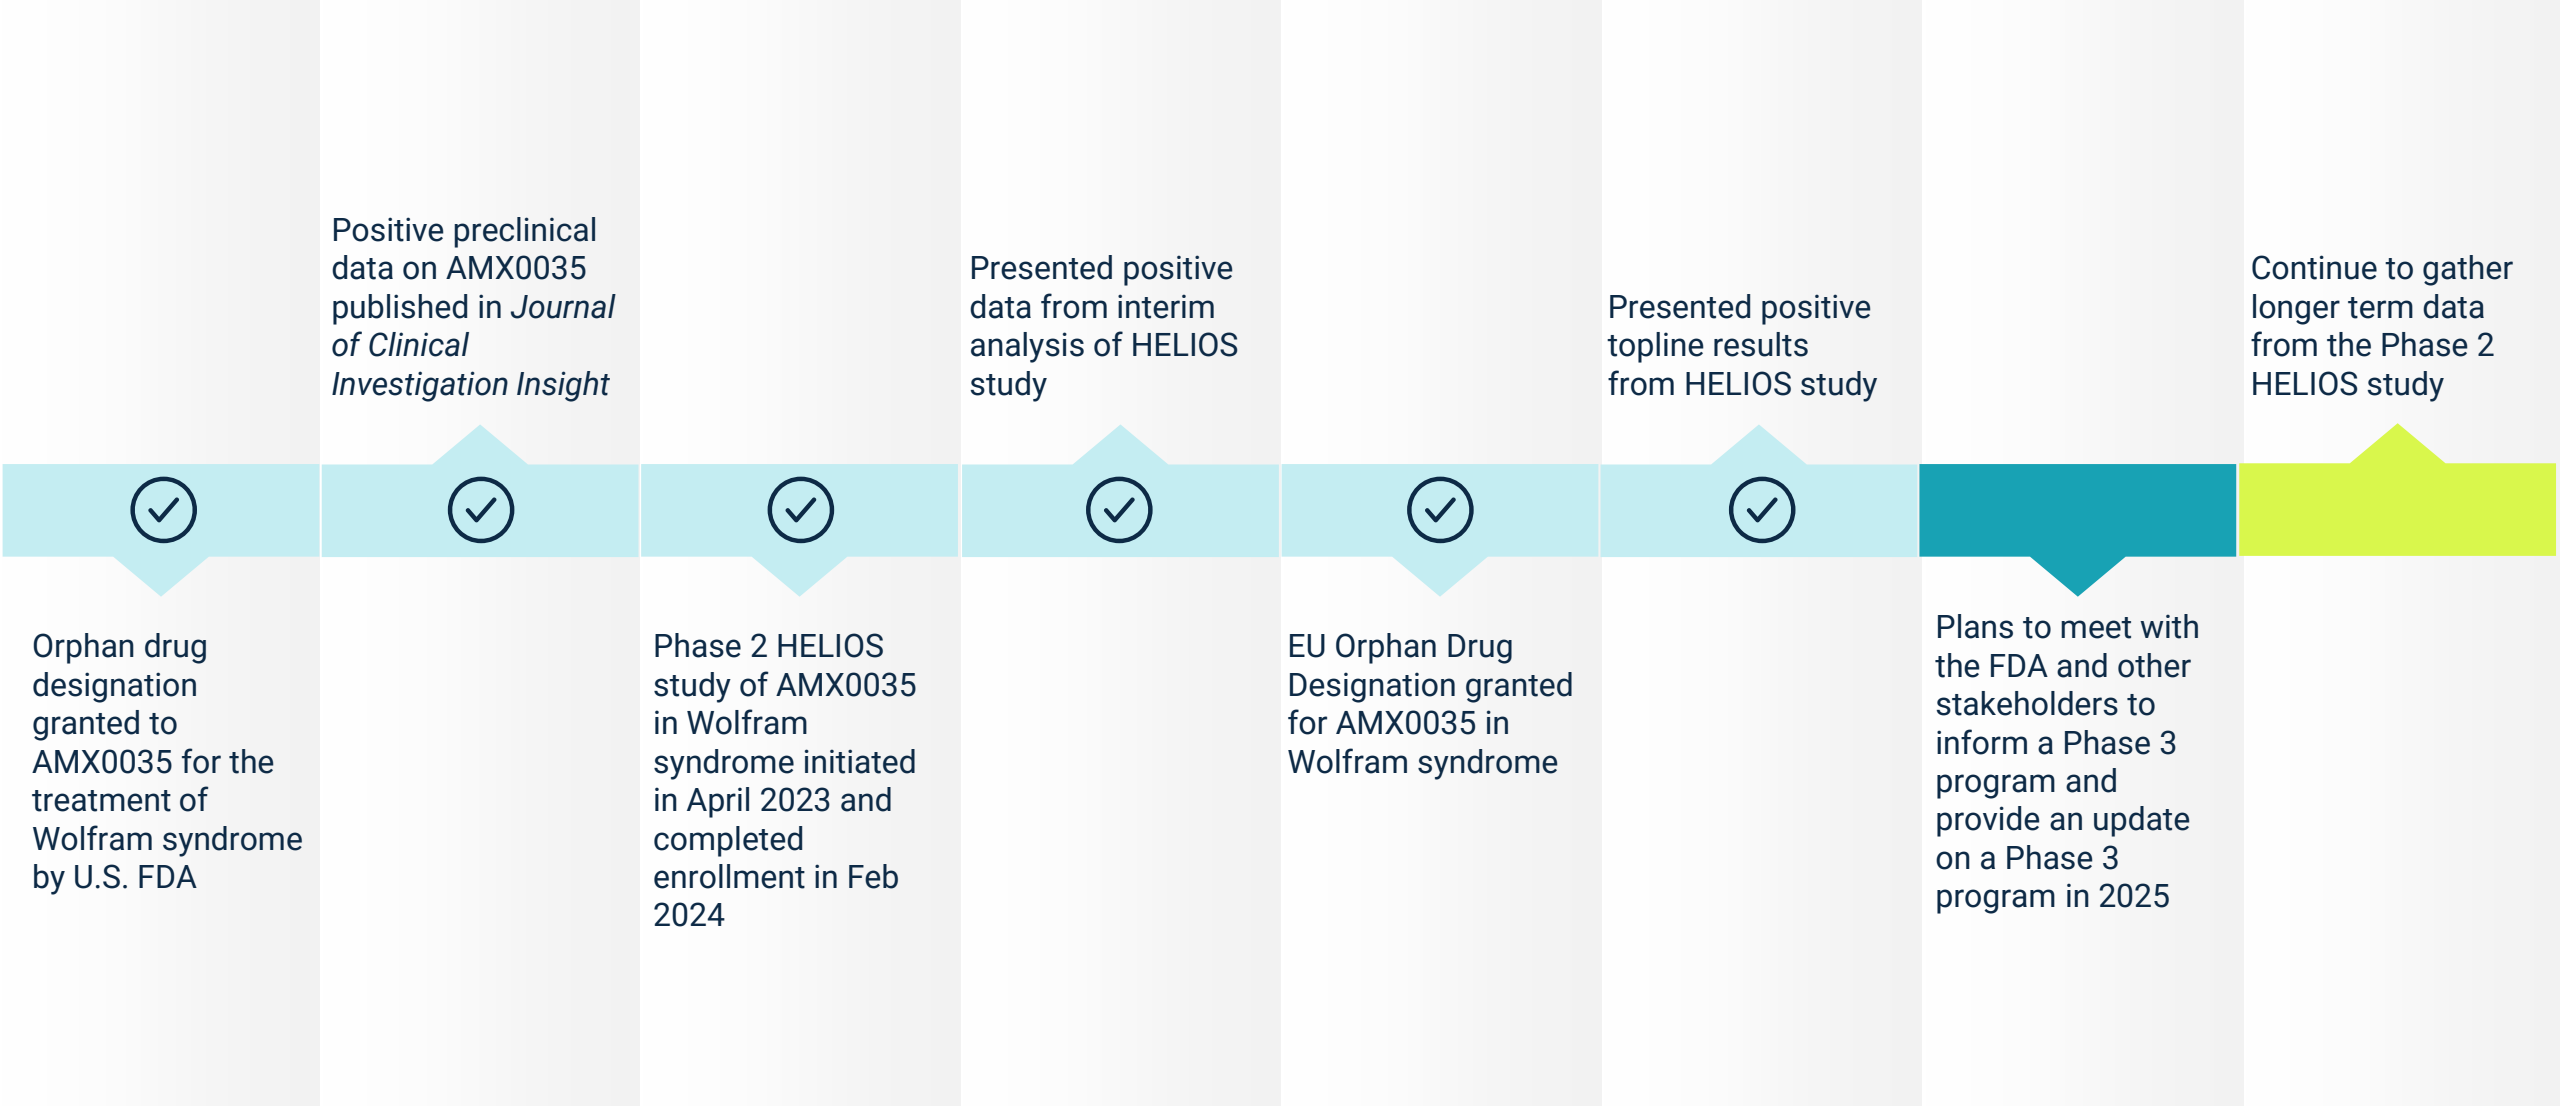 Orphan drug
designation
granted to
AMX0035 for the
treatment of
Wolfram syndrome
by U.S. FDA
Positive preclinical
data on AMX0035
published in Journal
of Clinical
Investigation Insight
Phase 2 HELIOS
study of AMX0035
in Wolfram
syndrome initiated
in April 2023 and
completed
enrollment in Feb
2024
Presented positive
data from interim
analysis of HELIOS
study
EU Orphan Drug
Designation granted
for AMX0035 in
Wolfram syndrome
Presented positive
topline results
from HELIOS study
Plans to meet with
the FDA and other
stakeholders to
inform a Phase 3
program and
provide an update
on a Phase 3
program in 2025
Continue to gather
longer term data
from the Phase 2
HELIOS study